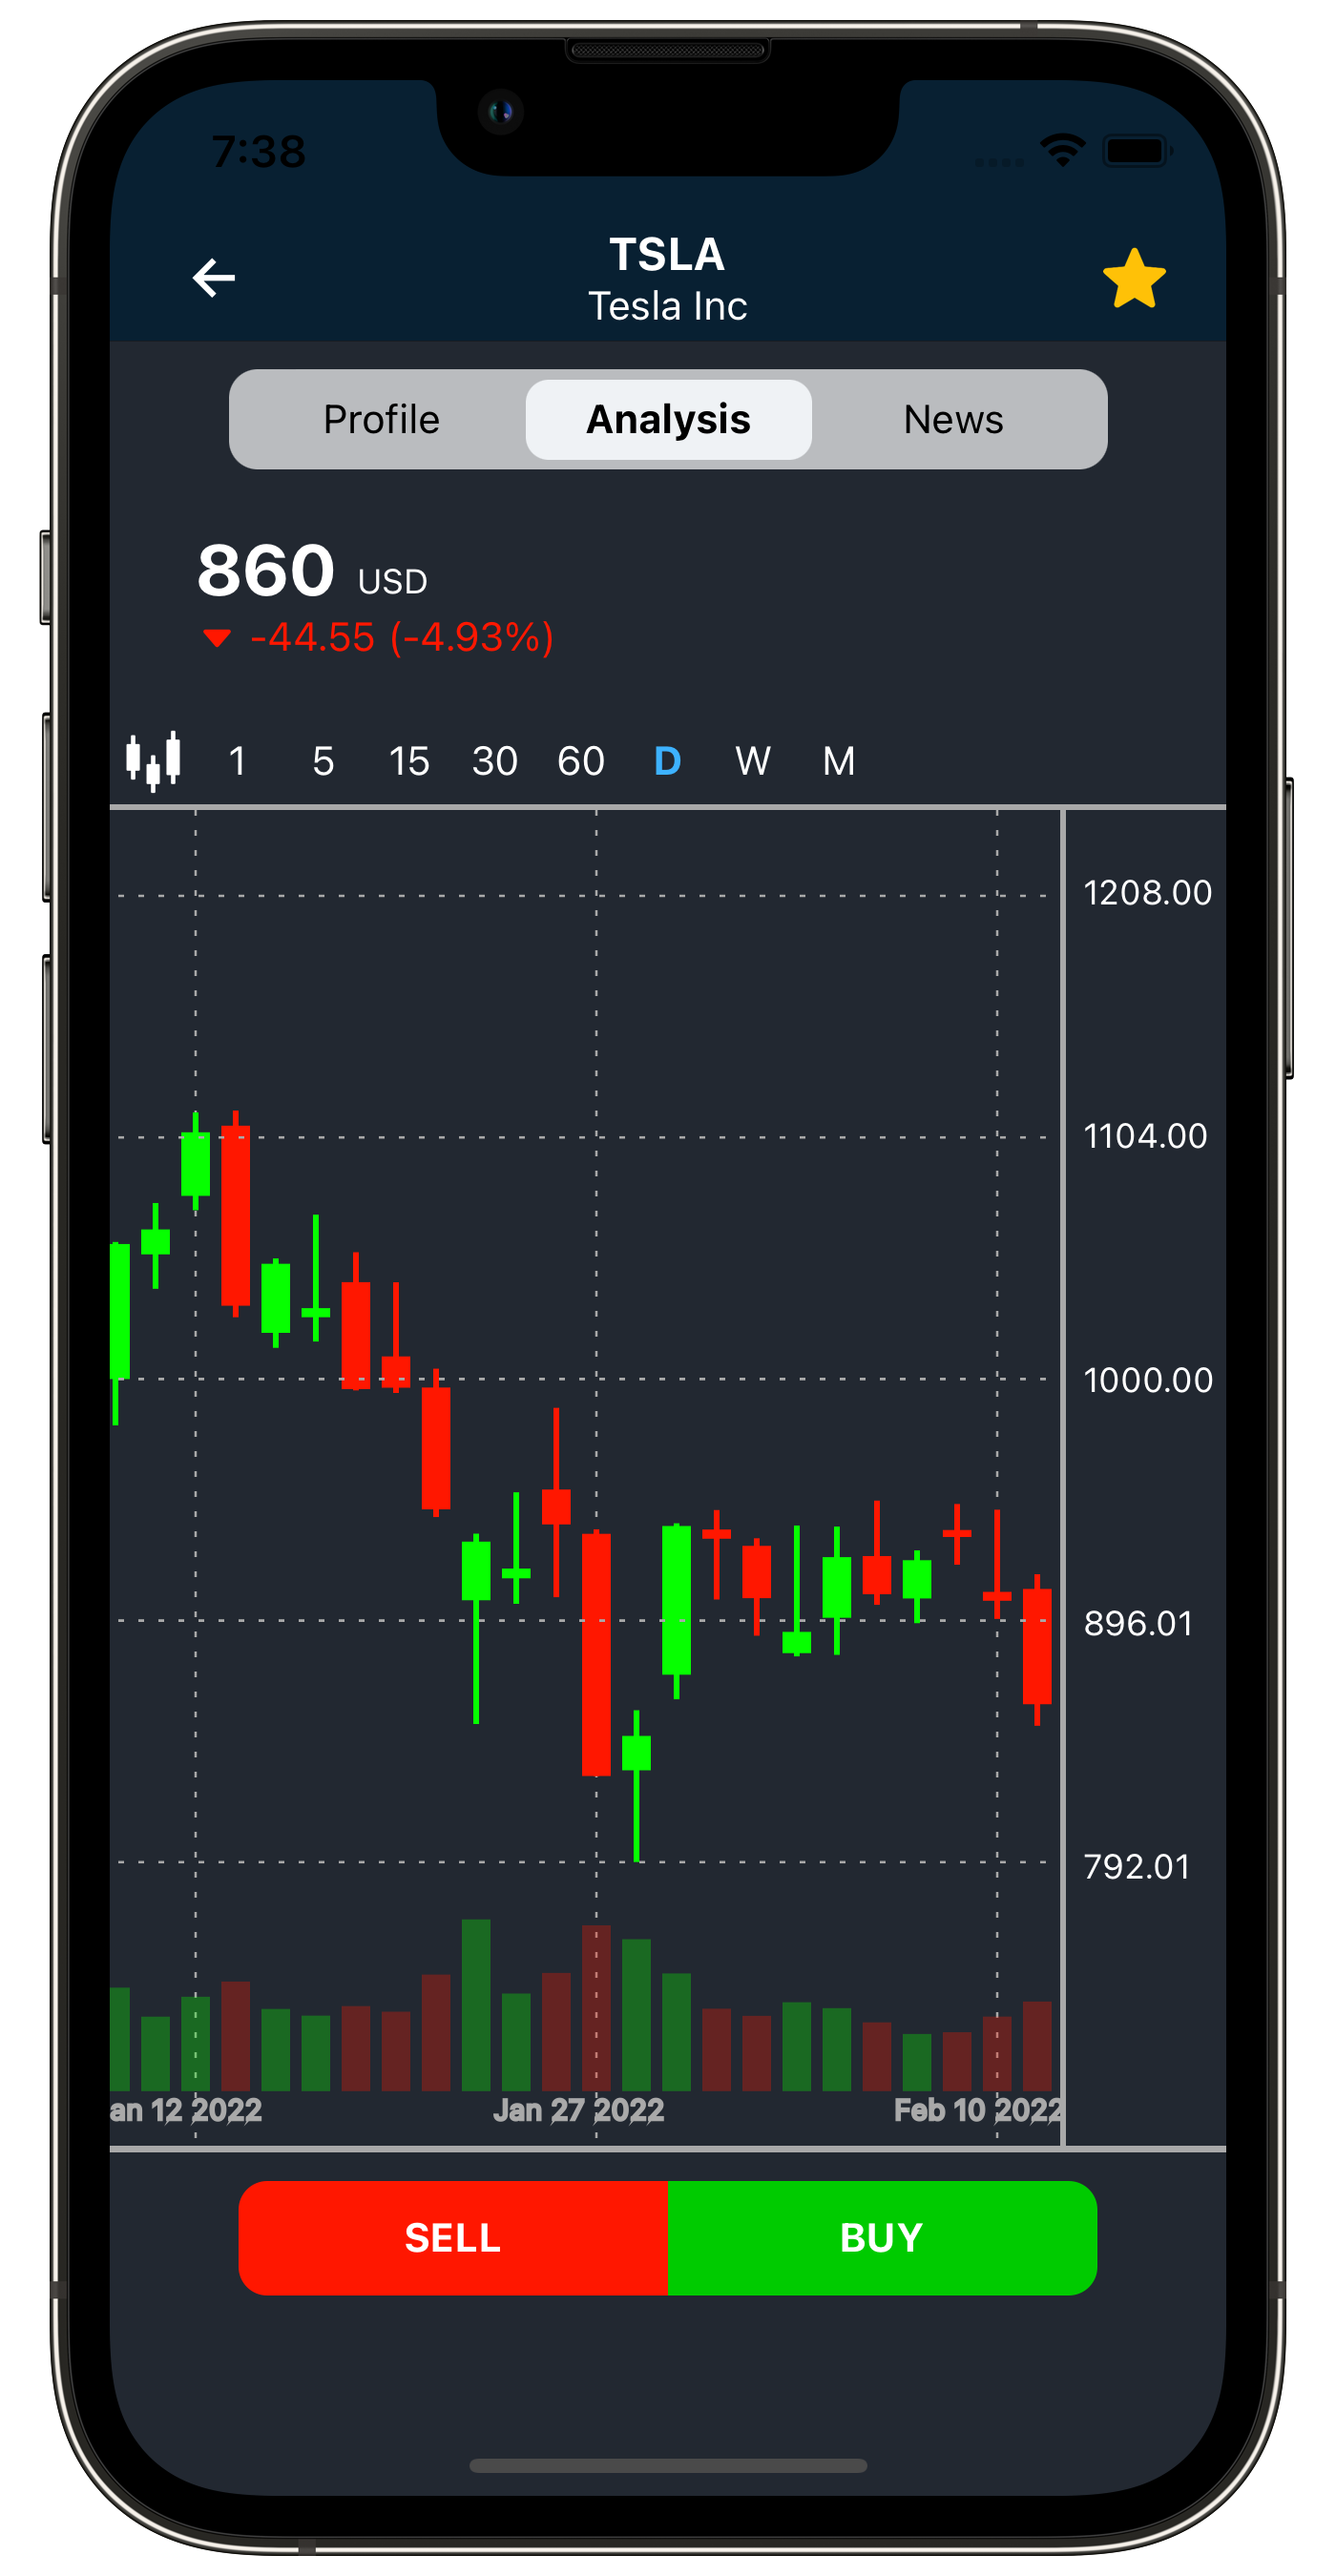 7:38
TSLA
Tesla Inc
Profile Analysis News
860 USD
-44.55 (-4.93%)
1 5 15 30 60 D W M
1208.00
1104.00
1000.00
896.01
792.01
an 12 2022 Jan 27 2022 Feb 10 2022
SELL BUY